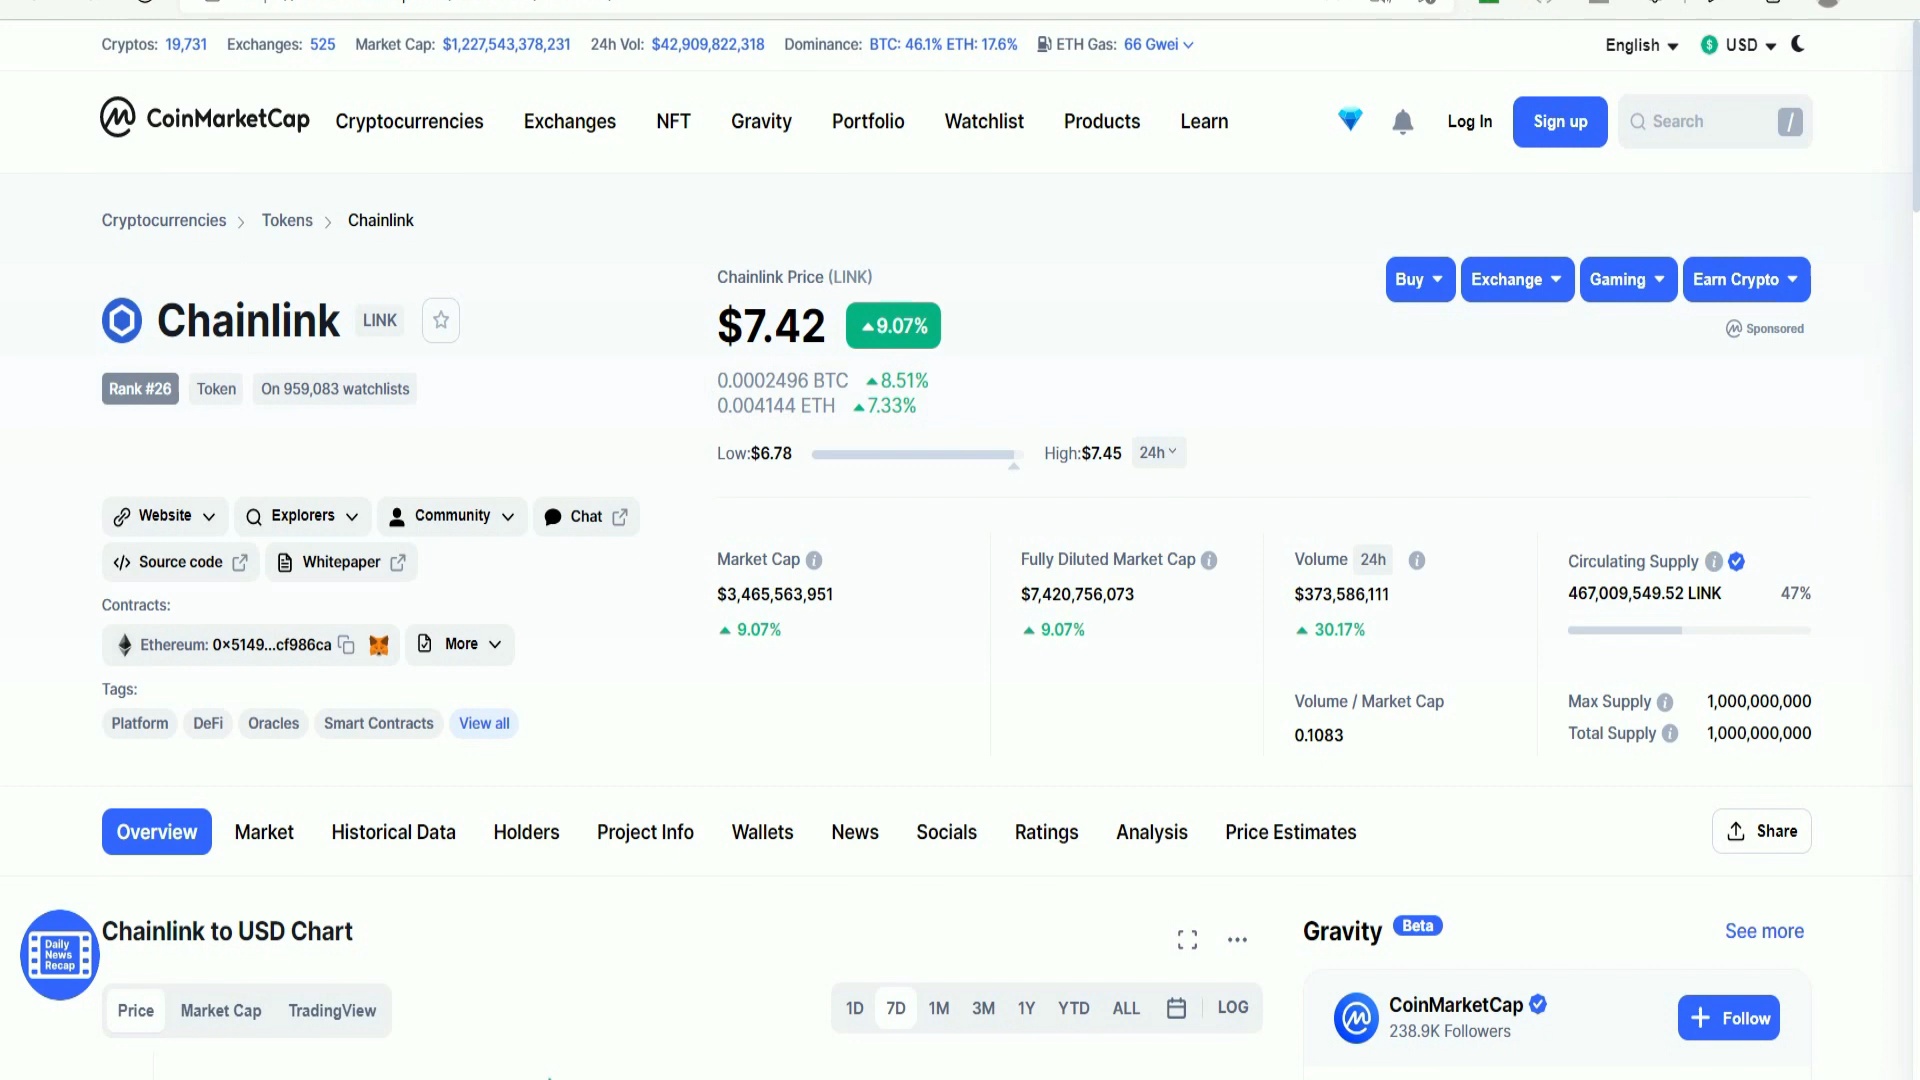 Cryptos: 19,731 Exchanges: 525 Market Cap: $1,227,543,378,231 24h Vol: $42,909,822,318 Dominance: BTC: 46.1% ETH: 17.6% ETH Gas: 66 Gwei English USD
CoinMarketCap Cryptocurrencies Exchanges NFT Gravity Portfolio Watchlist Products Learn Log In Sign up Search /
Cryptocurrencies > Tokens > Chainlink
Chainlink Price (LINK)
Buy Exchange Gaming Earn Crypto
Chainlink LINK
$7.42 9.07%
Sponsored
Rank #26 Token On 959,083 watchlists
0.0002496 BTC 8.51%
0.004144 ETH 7.33%
Low:$6.78 High:$7.45 24h
Website Explorers Community Chat
Source code Whitepaper
Contracts:
Ethereum: 0x5149...cf986ca More
Tags:
Platform DeFi Oracles Smart Contracts View all
Market Cap
$3,465,563,951
9.07%
Fully Diluted Market Cap
$7,420,756,073
9.07%
Volume 24h
$373,586,111
30.17%
Volume / Market Cap
0.1083
Circulating Supply
467,009,549.52 LINK 47%
Max Supply 1,000,000,000
Total Supply 1,000,000,000
Overview Market Historical Data Holders Project Info Wallets News Socials Ratings Analysis Price Estimates Share
Daily
News
Recap
Chainlink to USD Chart
Price Market Cap TradingView
1D 7D 1M 3M 1Y YTD ALL LOG
Gravity Beta See more
CoinMarketCap
238.9K Followers
Follow